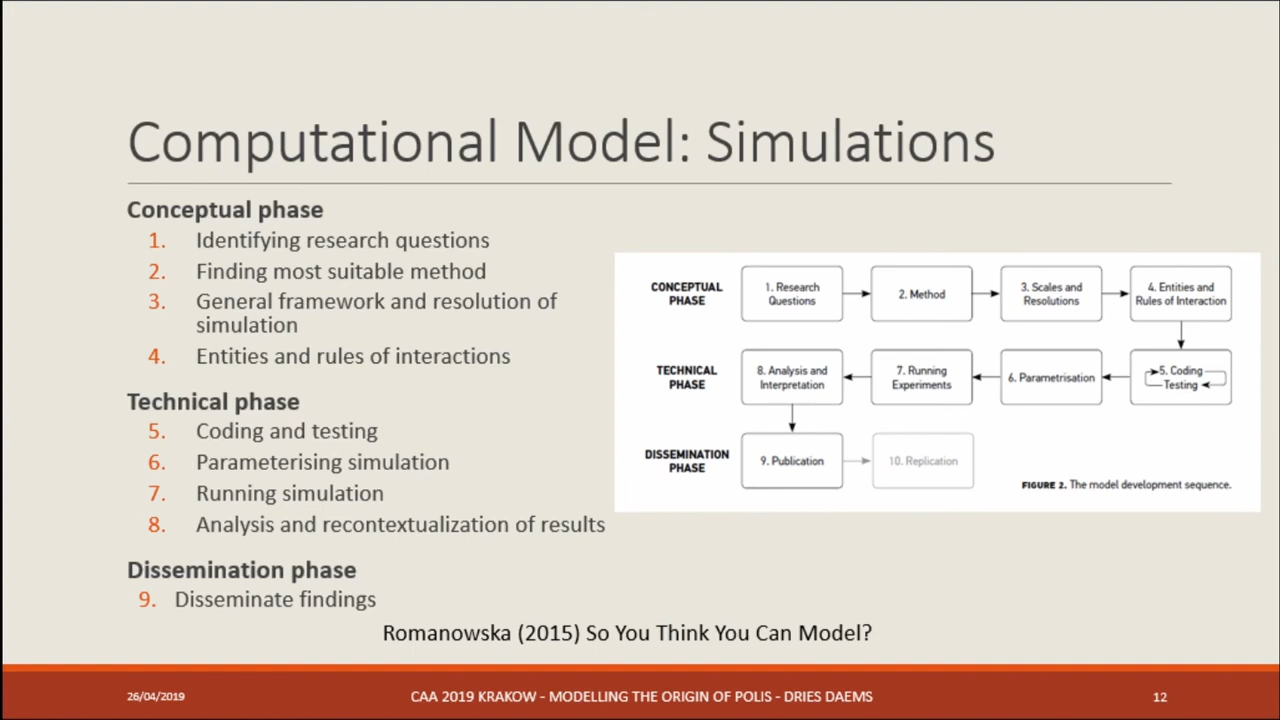 Computational Model: Simulations
Conceptual phase
1. Identifying research questions
2. Finding most suitable method
3. General framework and resolution of
simulation
4. Entities and rules of interactions
Technical phase
5. Coding and testing
6. Parameterising simulation
7. Running simulation
8. Analysis and recontextualization of results
Dissemination phase
9. Disseminate findings
CONCEPTUAL
PHASE
1. Research
Questions
2. Method
3. Scales and
Resolutions
4. Entities and
Rules of Interaction
TECHNICAL
PHASE
8. Analysis and
Interpretation
7. Running
Experiments
6. Parametrisation
5. Coding
Testing
DISSEMINATION
PHASE
9. Publication
10. Replication
FIGURE 2. The model development sequence.
Romanowska (2015) So You Think You Can Model?
26/04/2019
CAA 2019 KRAKOW - MODELLING THE ORIGIN OF POLIS - DRIES DAEMS
12